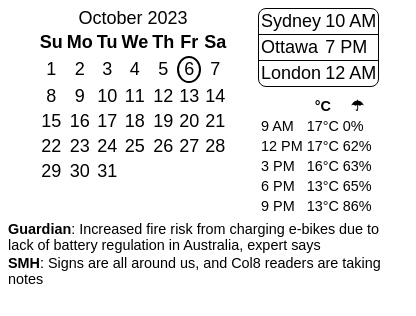 October 2023
Su Mo Tu We Th Fr Sa
1 2 3 4 5 6 7
8 9 10 11 12 13 14
15 16 17 18 19 20 21
22 23 24 25 26 27 28
29 30 31
Sydney 10 AM
Ottawa 7 PM
London 12 AM
°C ☂
9 AM 17°C 0%
12 PM 17°C 62%
3 PM 16°C 63%
6 PM 13°C 65%
9 PM 13°C 86%
Guardian: Increased fire risk from charging e-bikes due to
lack of battery regulation in Australia, expert says
SMH: Signs are all around us, and Col8 readers are taking
notes